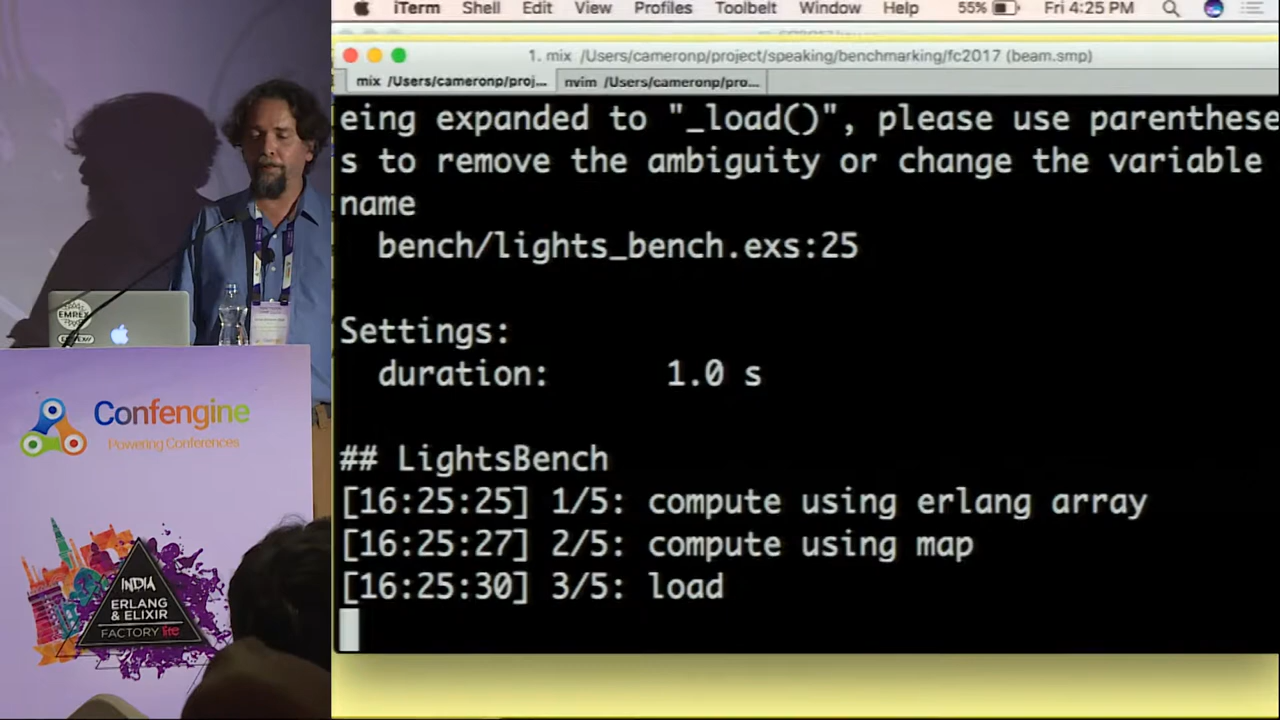 iTerm Shell Edit View Profiles Toolbelt Window Help 55% Fri 4:25 PM
1. mix /Users/cameronp/project/speaking/benchmarking/fc2017 (beam.smp)
mix /Users/cameronp/proj... nvim /Users/cameronp/pro...
eing expanded to "_load()", please use parenthese
s to remove the ambiguity or change the variable
name
bench/lights_bench.exs:25
Settings:
duration: 1.0 s
## LightsBench
[16:25:25] 1/5: compute using erlang array
[16:25:27] 2/5: compute using map
[16:25:30] 3/5: load
EMREX
Confengine
Powering Conferences
INDIA
ERLANG
& ELIXIR
FACTORY lite